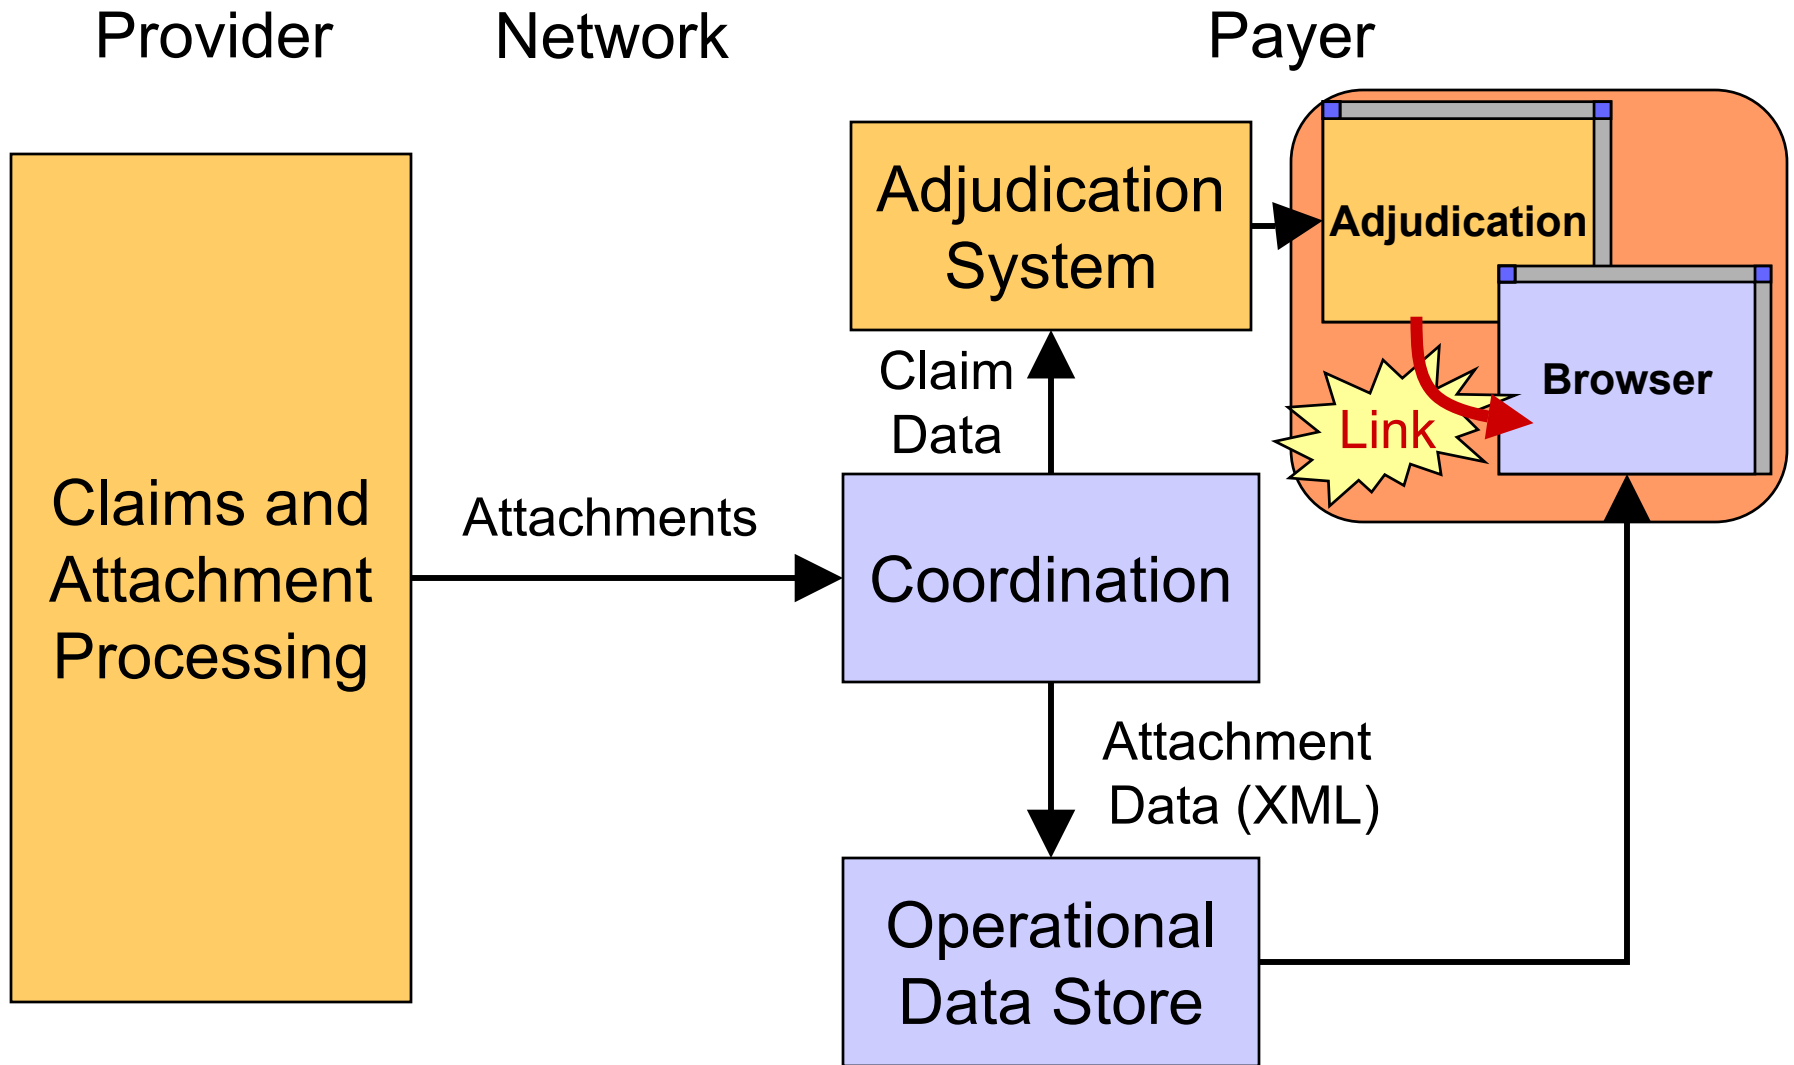 Provider
Network
Payer
Claims and
Attachment
Processing
Attachments
Adjudication
System
Claim
Data
Coordination
Attachment
Data (XML)
Operational
Data Store
Adjudication
Browser
Link